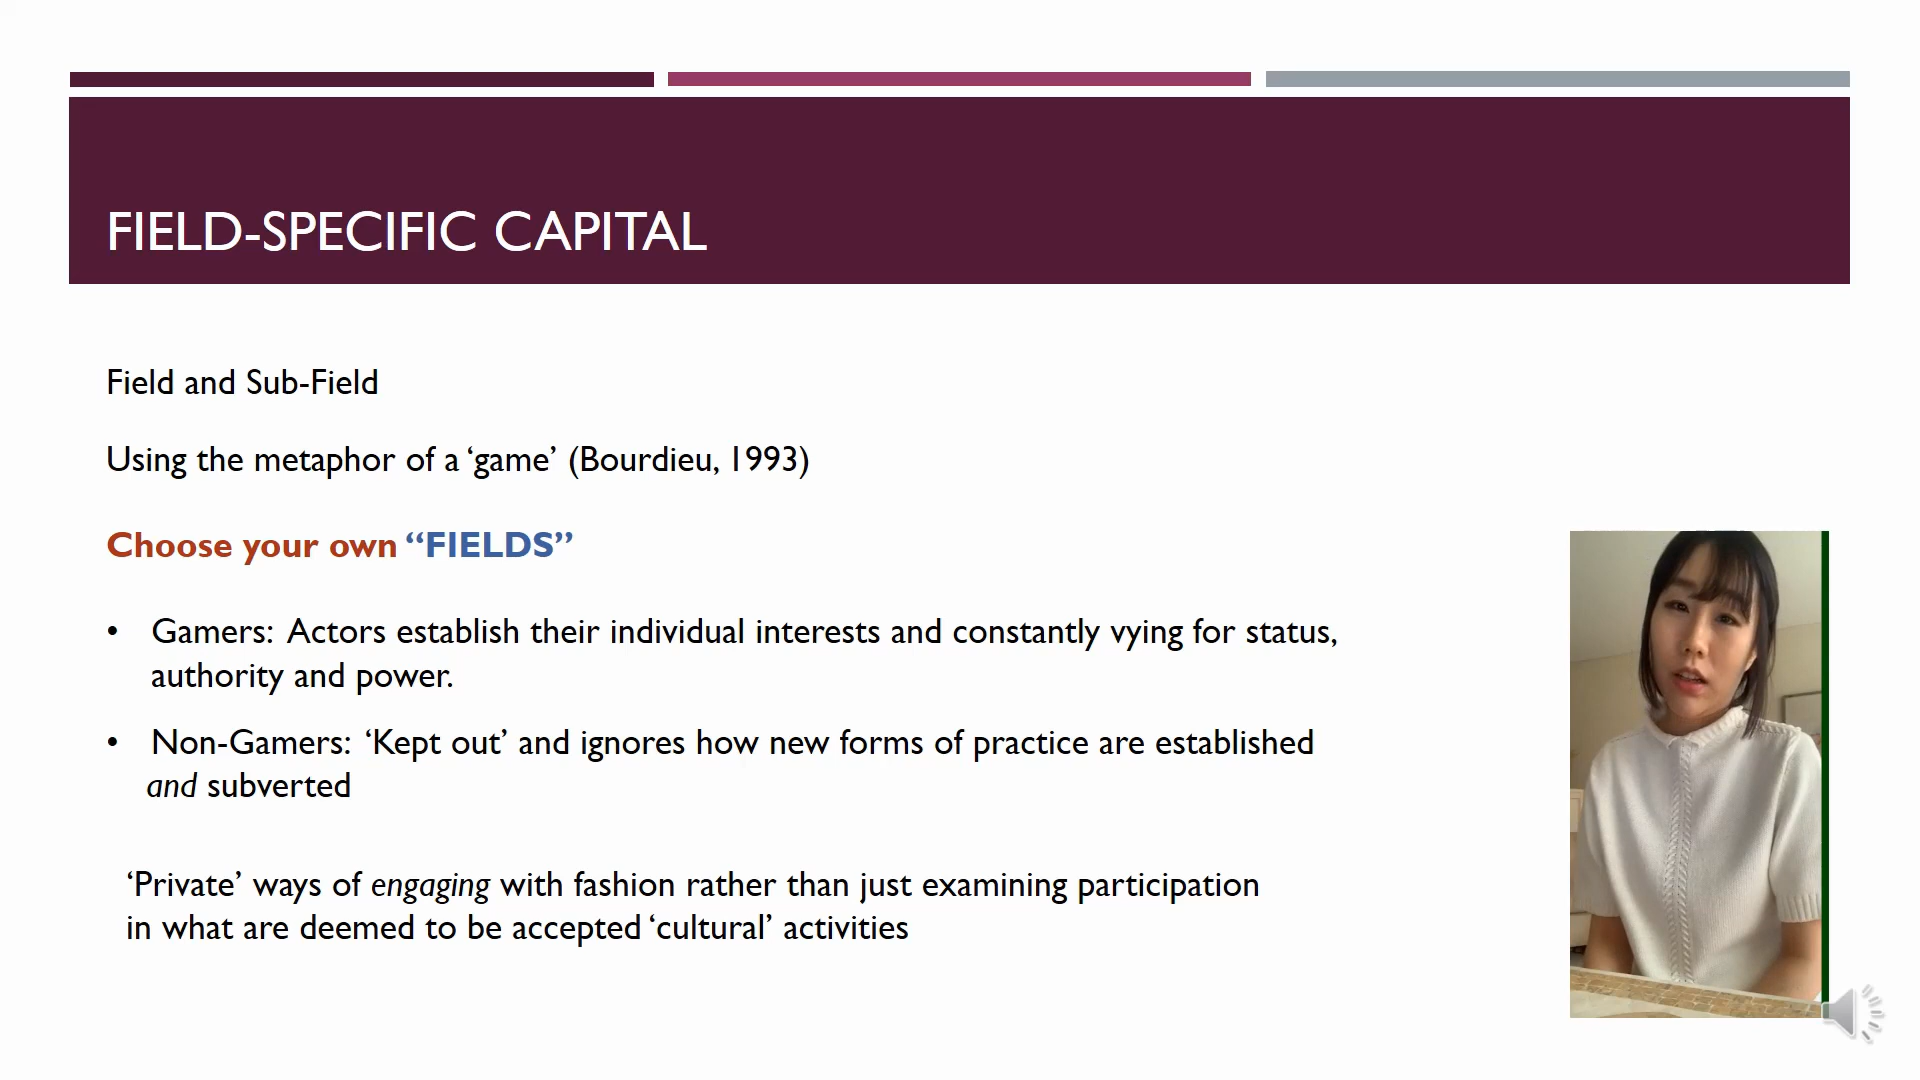 FIELD-SPECIFIC CAPITAL
Field and Sub-Field
Using the metaphor of a ‘game’ (Bourdieu, 1993)
Choose your own “FIELDS”
• Gamers: Actors establish their individual interests and constantly vying for status,
authority and power.
• Non-Gamers: ‘Kept out’ and ignores how new forms of practice are established
and subverted
‘Private’ ways of engaging with fashion rather than just examining participation
in what are deemed to be accepted ‘cultural’ activities